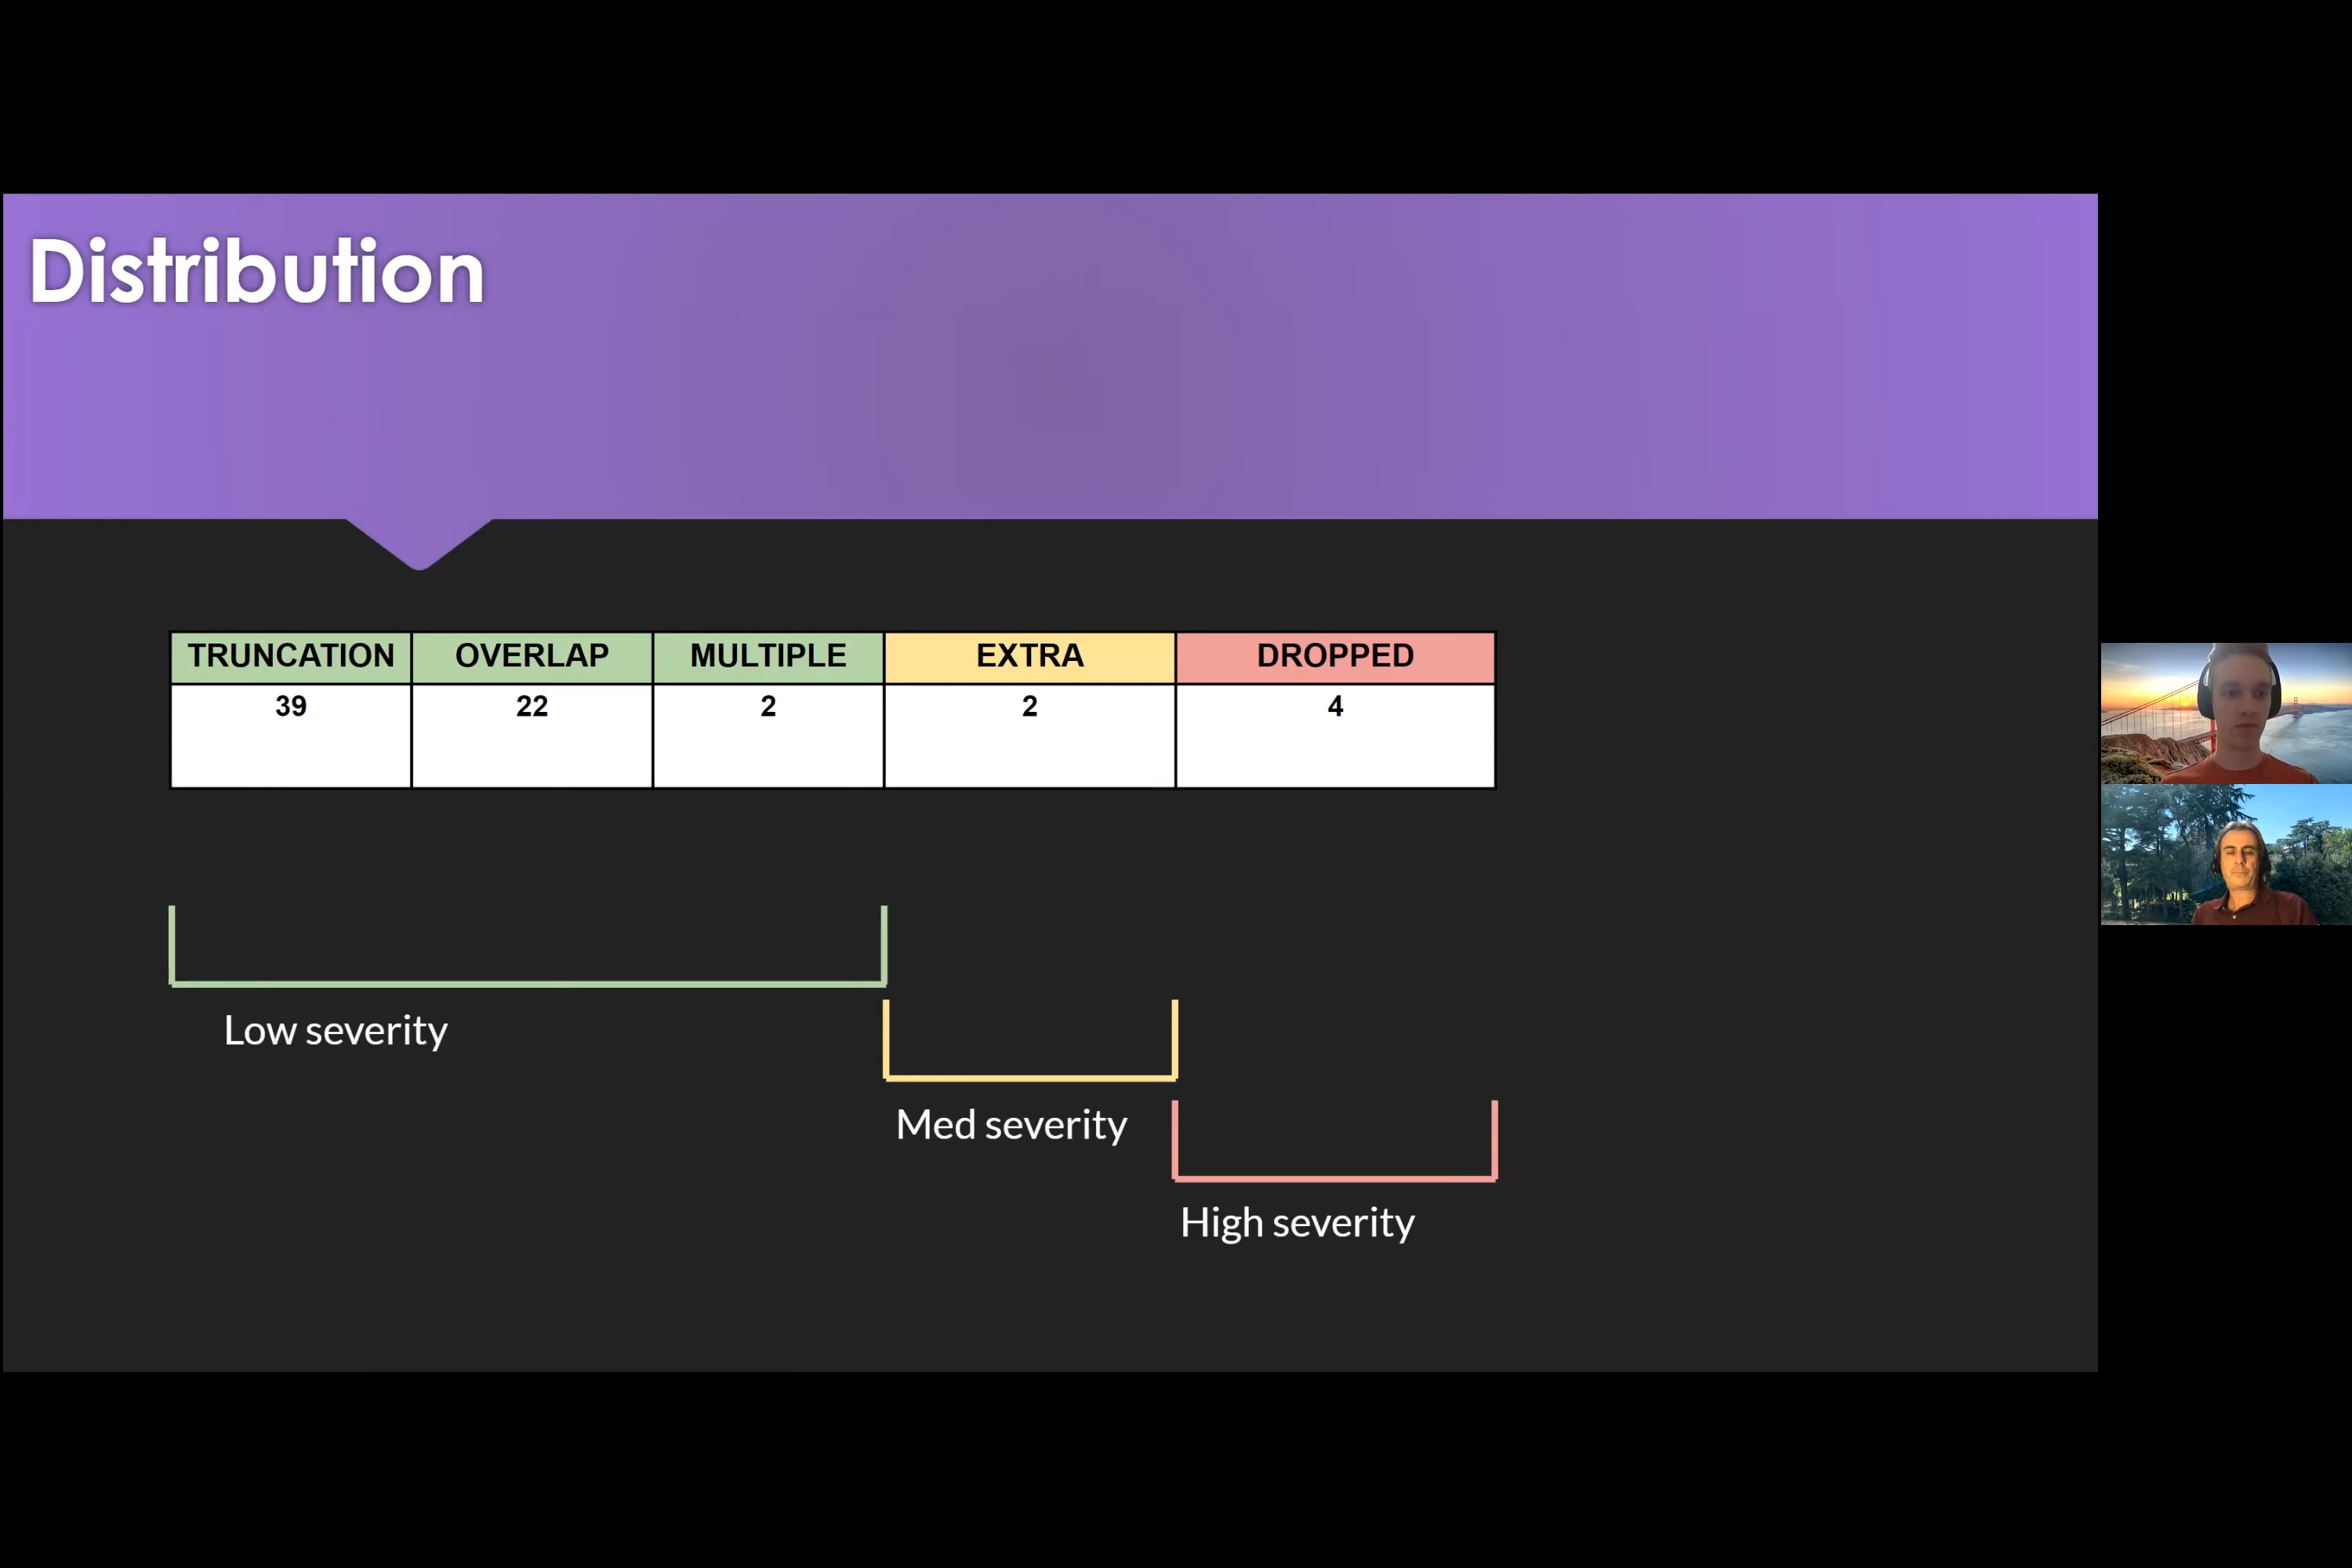 Distribution
TRUNCATION OVERLAP MULTIPLE EXTRA DROPPED
39 22 2 2 4
Low severity
Med severity
High severity